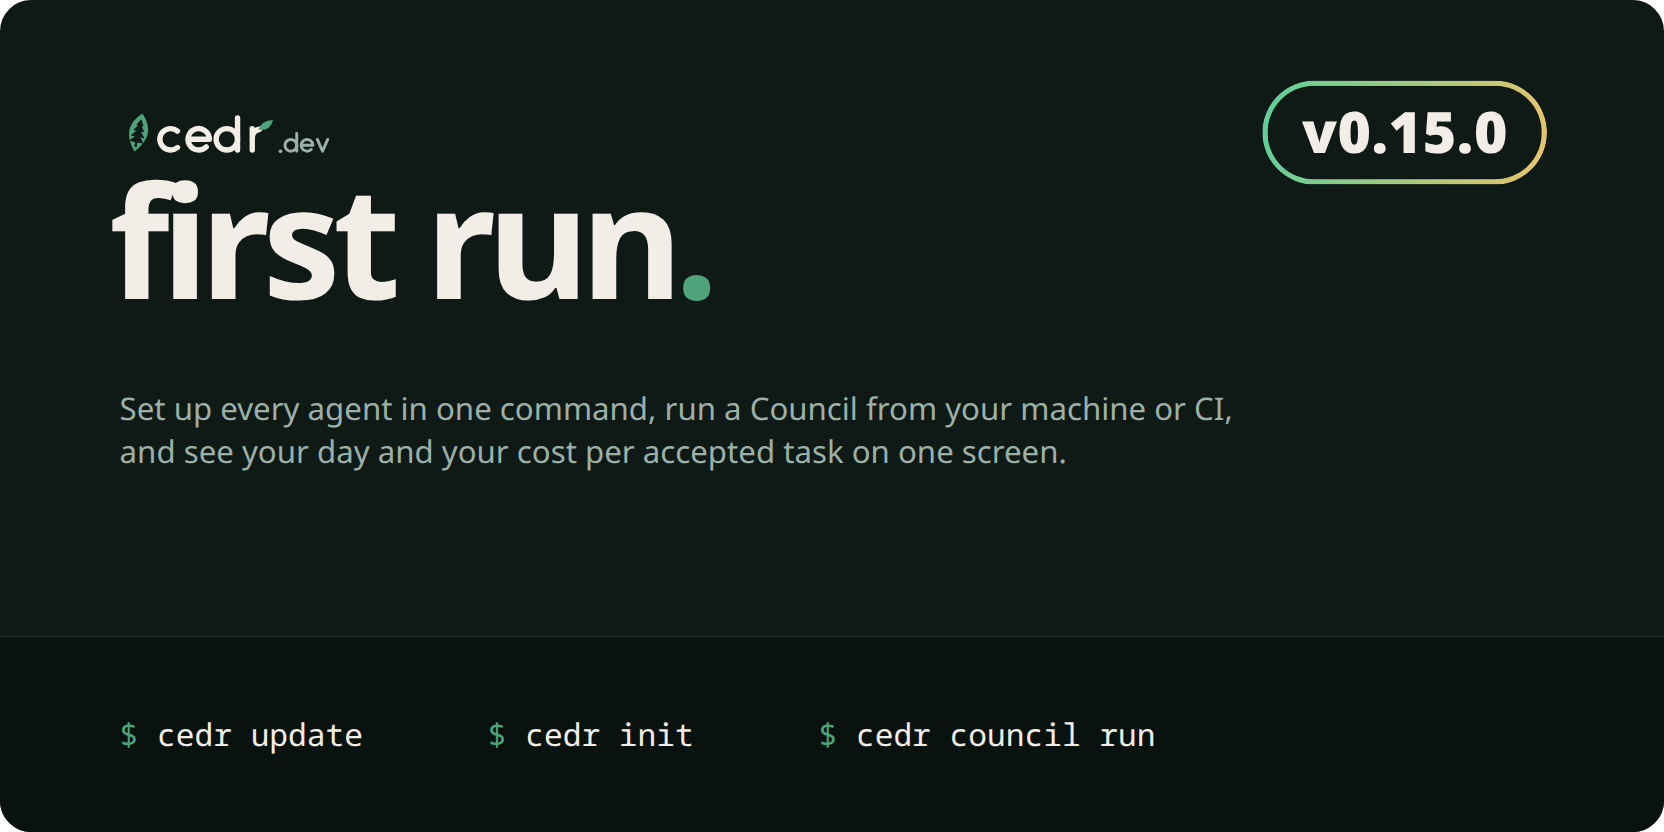 cedr.dev
v0.15.0
first run.
Set up every agent in one command, run a Council from your machine or CI,
and see your day and your cost per accepted task on one screen.
$ cedr update
$ cedr init
$ cedr council run